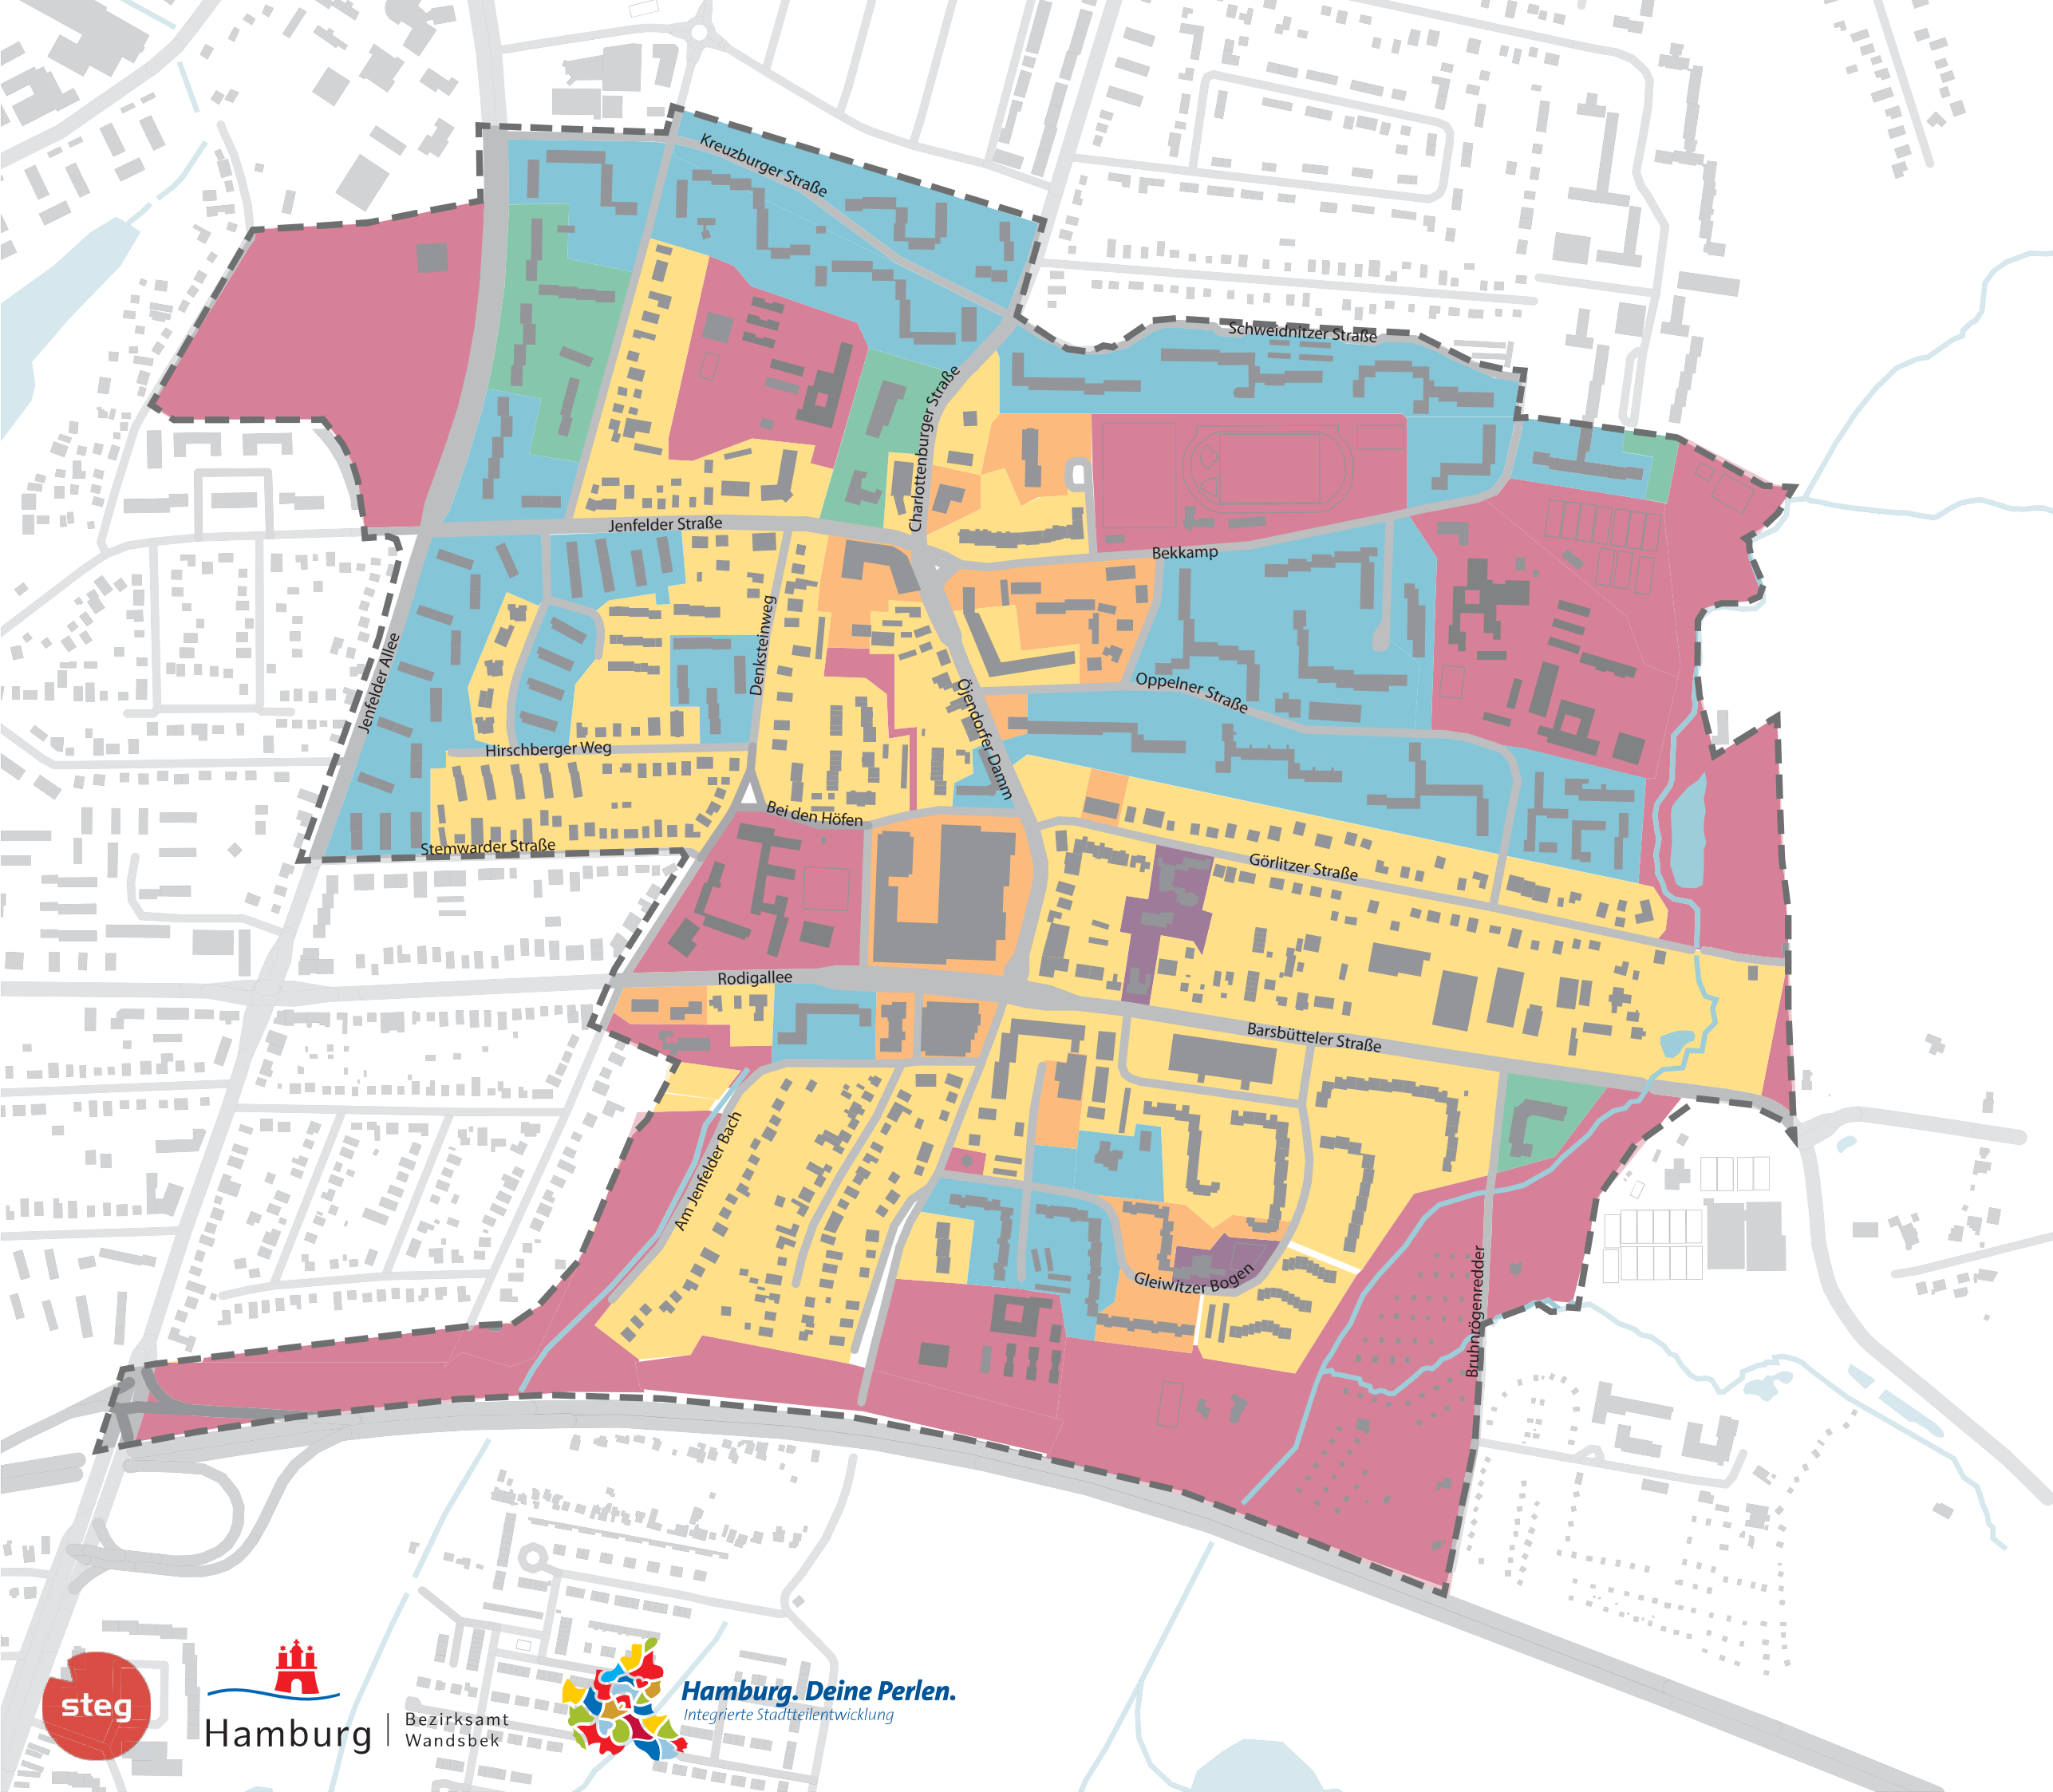 Kreuzburger Straße
Schweidnitzer Straße
Charlottenburger Straße
Jenfelder Straße
Bekkamp
Jenfelder Allee
Denksteinweg
Öjendorfer Damm
Oppelner Straße
Hirschberger Weg
Bei den Höfen
Stemwarder Straße
Görlitzer Straße
Rodigallee
Barsbütteler Straße
Am Jenfelder Bach
Gleiwitzer Bogen
Bruhnrögenredder
steg
Hamburg
Bezirksamt
Wandsbek
Hamburg. Deine Perlen.
Integrierte Stadtteilentwicklung